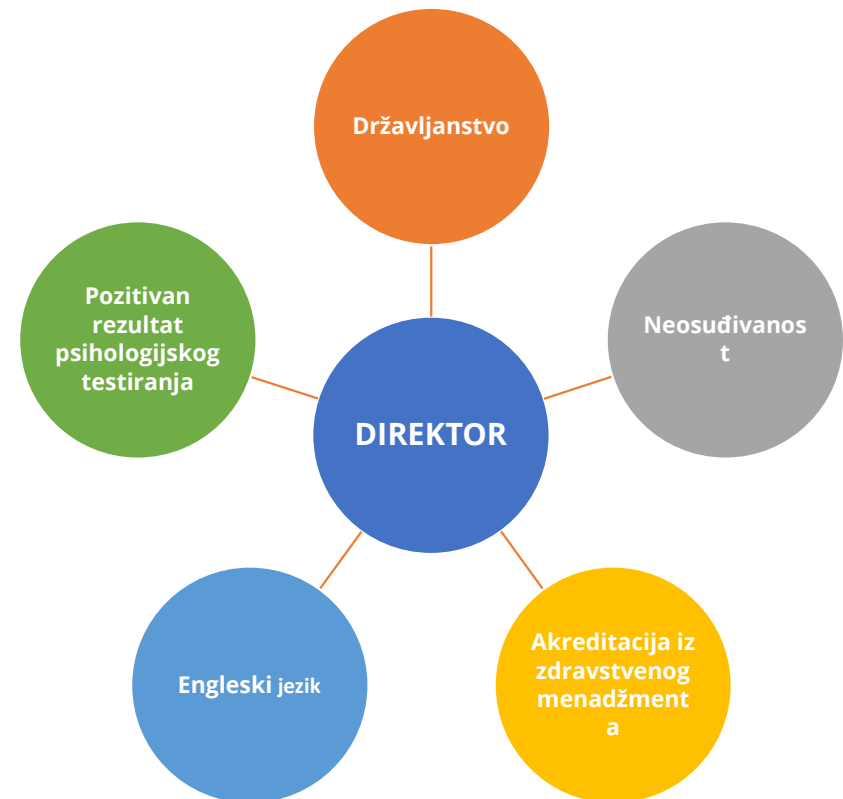 Državljanstvo
Pozitivan
rezultat
psihologijskog
testiranja
Neosuđivanos
t
DIREKTOR
Engleski jezik
Akreditacija iz
zdravstvenog
menadžment
a